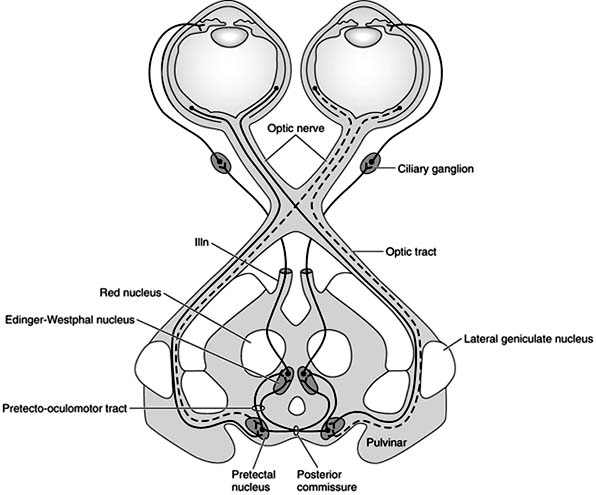 Optic nerve
Ciliary ganglion
IIIn
Optic tract
Red nucleus
Edinger-Westphal nucleus
Lateral geniculate nucleus
Pretecto-oculomotor tract
Pulvinar
Pretectal
nucleus
Posterior
commissure